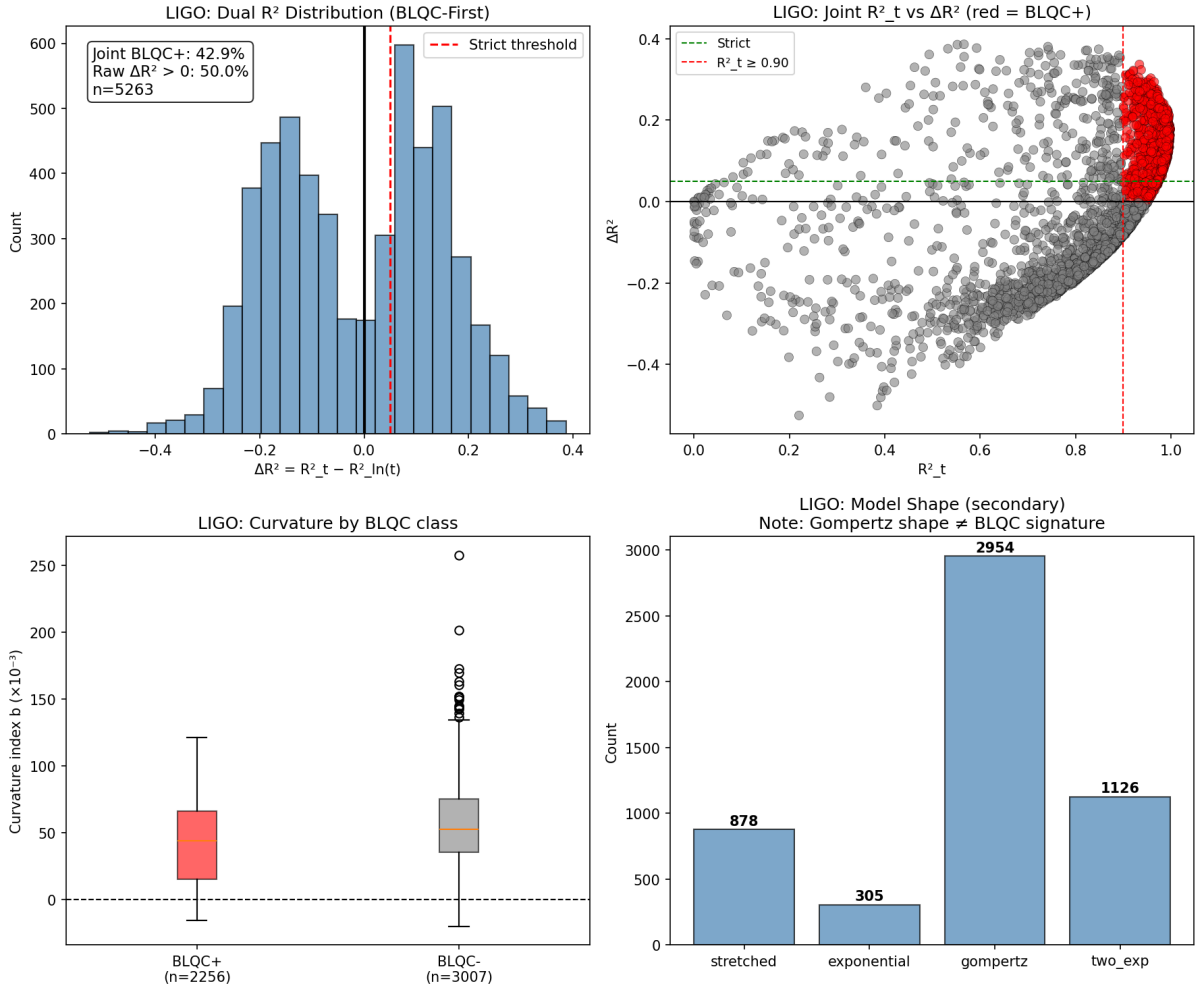 LIGO: Dual R² Distribution (BLQC-First)
Joint BLQC+: 42.9%
Raw ΔR² > 0: 50.0%
n=5263
Strict threshold
600
500
400
300
200
100
0
Count
−0.4
−0.2
0.0
0.2
0.4
ΔR² = R²_t − R²_ln(t)
LIGO: Joint R²_t vs ΔR² (red = BLQC+)
Strict
R²_t ≥ 0.90
0.4
0.2
0.0
−0.2
−0.4
ΔR²
0.0
0.2
0.4
0.6
0.8
1.0
R²_t
LIGO: Curvature by BLQC class
250
200
150
100
50
0
Curvature index b (×10⁻³)
BLQC+
(n=2256)
BLQC-
(n=3007)
LIGO: Model Shape (secondary)
Note: Gompertz shape ≠ BLQC signature
3000
2500
2000
1500
1000
500
0
Count
878
305
2954
1126
stretched
exponential
gompertz
two_exp